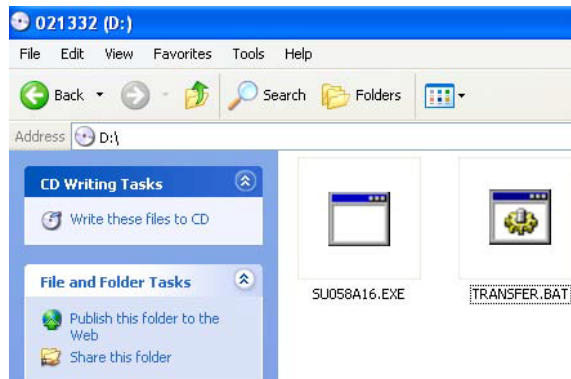 021332 (D:)
File Edit View Favorites Tools Help
Back Search Folders
Address D:\
CD Writing Tasks
Write these files to CD
File and Folder Tasks
Publish this folder to the
Web
Share this folder
SU058A16.EXE TRANSFER.BAT